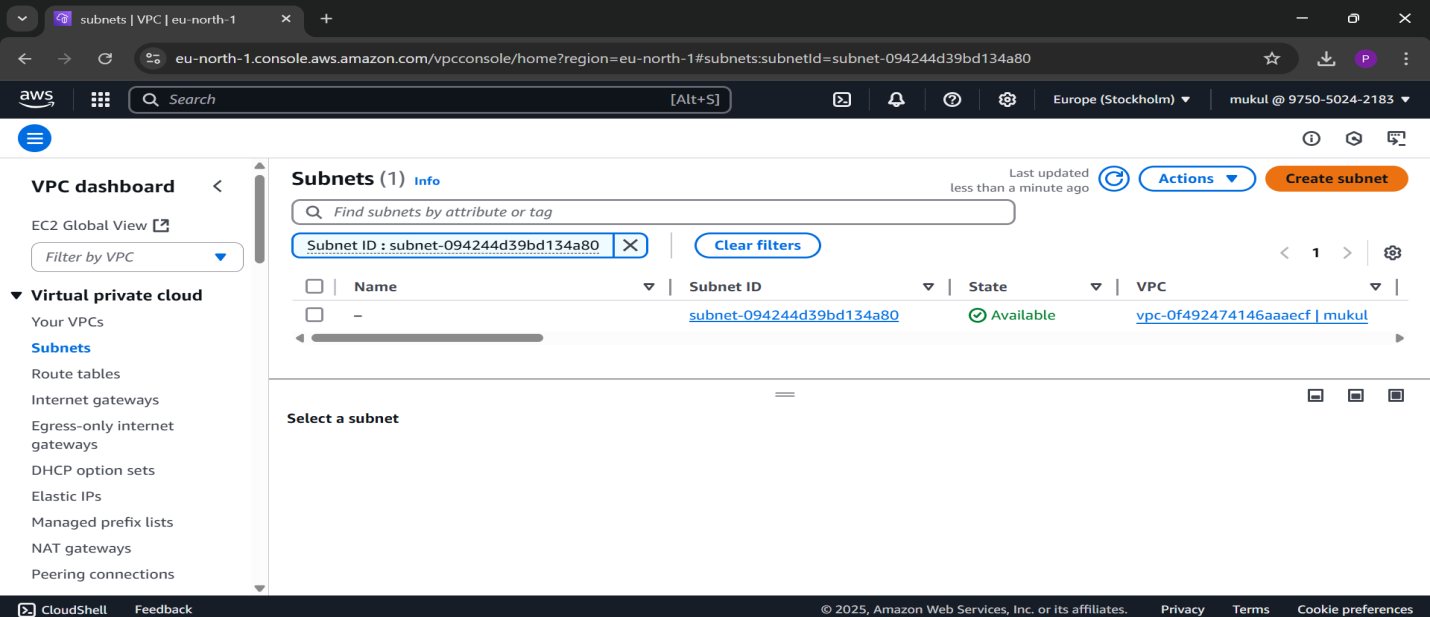 subnets | VPC | eu-north-1
eu-north-1.console.aws.amazon.com/vpcconsole/home?region=eu-north-1#subnets:subnetId=subnet-094244d39bd134a80
P
aws
Search [Alt+S]
Europe (Stockholm)
mukul @ 9750-5024-2183
VPC dashboard
EC2 Global View
Filter by VPC
Virtual private cloud
Your VPCs
Subnets
Route tables
Internet gateways
Egress-only internet
gateways
DHCP option sets
Elastic IPs
Managed prefix lists
NAT gateways
Peering connections
Subnets (1) Info
Last updated
less than a minute ago
Actions
Create subnet
Find subnets by attribute or tag
Subnet ID : subnet-094244d39bd134a80
Clear filters
1
Name Subnet ID State VPC
– subnet-094244d39bd134a80 Available vpc-0f492474146aaaecf | mukul
Select a subnet
CloudShell Feedback © 2025, Amazon Web Services, Inc. or its affiliates. Privacy Terms Cookie preferences